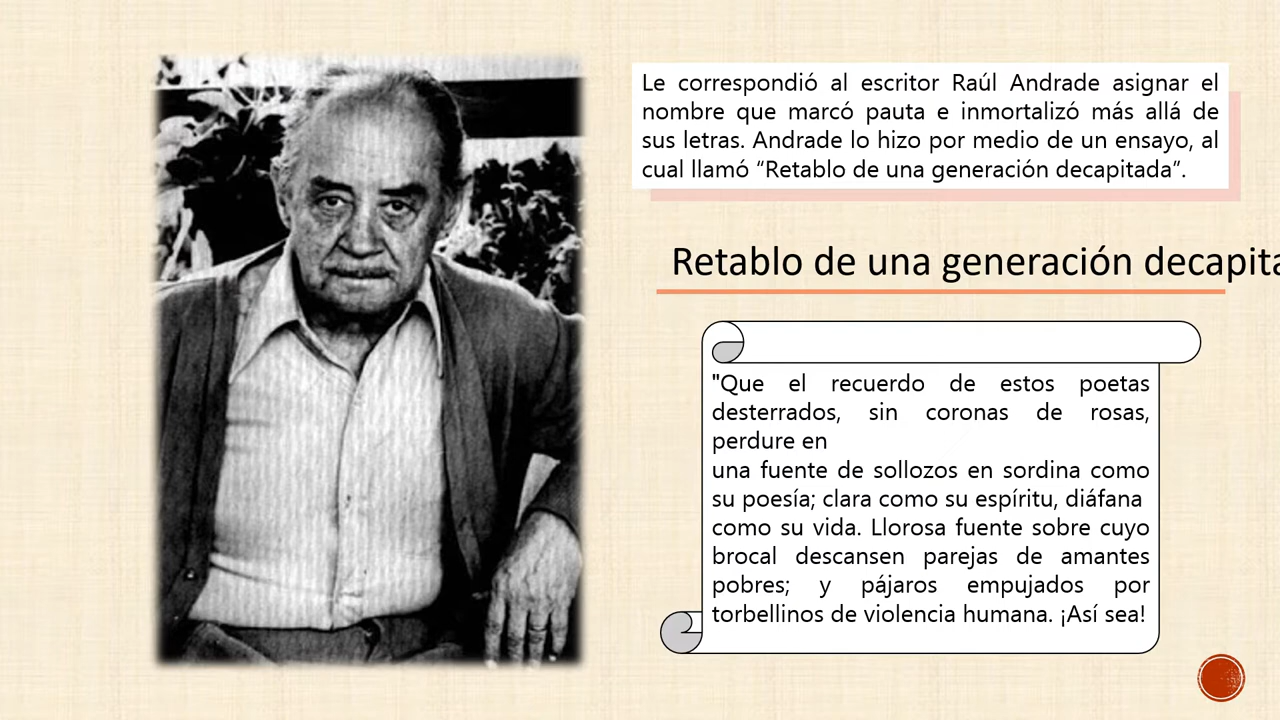 Le correspondió al escritor Raúl Andrade asignar el
nombre que marcó pauta e inmortalizó más allá de
sus letras. Andrade lo hizo por medio de un ensayo, al
cual llamó “Retablo de una generación decapitada”.
Retablo de una generación decapita
"Que el recuerdo de estos poetas
desterrados, sin coronas de rosas,
perdure en
una fuente de sollozos en sordina como
su poesía; clara como su espíritu, diáfana
como su vida. Llorosa fuente sobre cuyo
brocal descansen parejas de amantes
pobres; y pájaros empujados por
torbellinos de violencia humana. ¡Así sea!